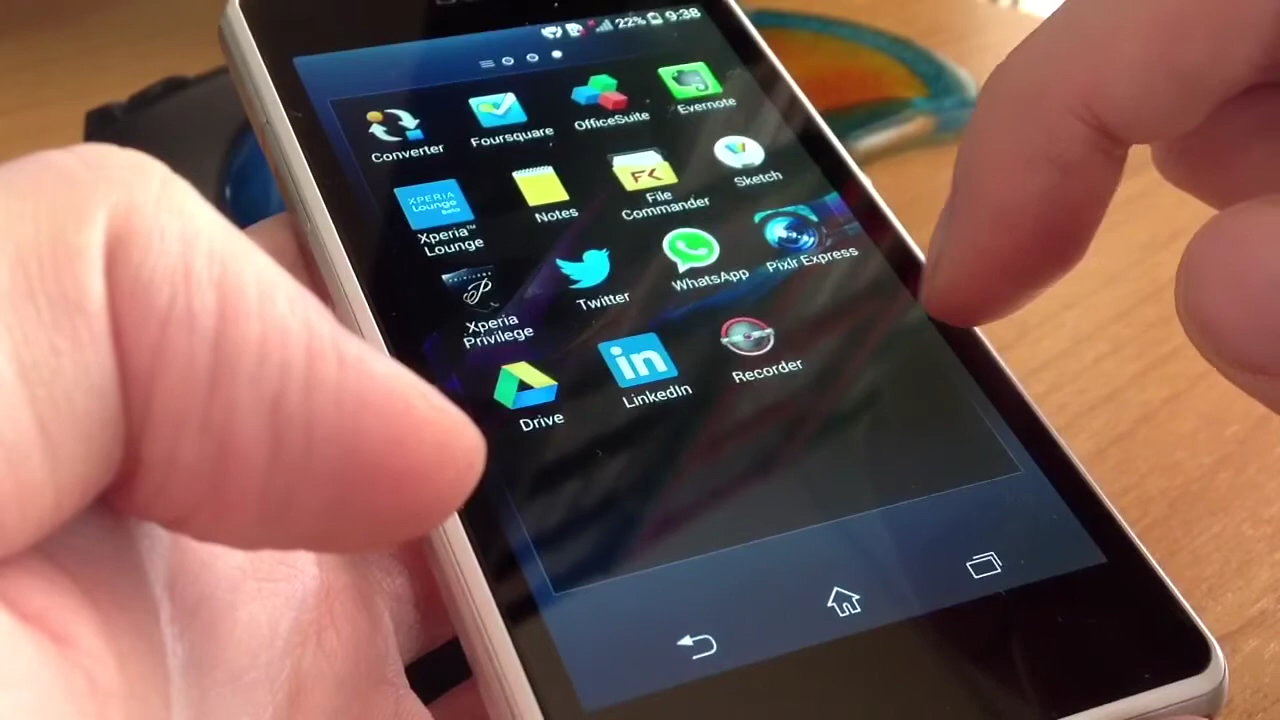 22% 9:38
Converter
Foursquare
OfficeSuite
Evernote
XPERIA
Lounge
Beta
Xperia™
Lounge
Notes
FK
File
Commander
Sketch
P
Xperia
Privilege
Twitter
WhatsApp
Pixlr Express
Drive
in
LinkedIn
Recorder